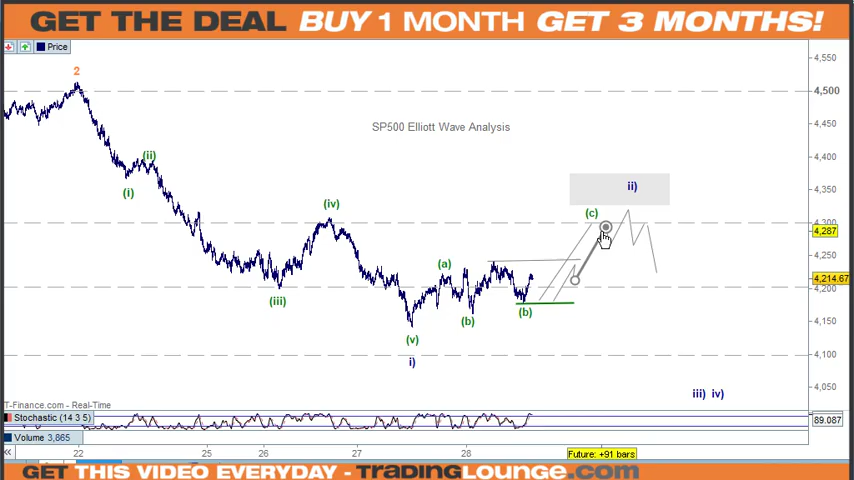 GET THE DEAL BUY 1 MONTH GET 3 MONTHS!
Price
4,550
2
4,500
SP500 Elliott Wave Analysis
4,450
(ii)
4,400
(i)
ii)
4,350
(iv)
(c)
4,300
4,287
(a)
4,250
4,214.67
(iii)
4,200
(b)
(b)
4,150
(v)
i)
4,100
iii) iv)
4,050
T-Finance.com - Real-Time
Stochastic (14 3 5)
89.087
Volume 3,865
22
25
26
27
28
Future: +91 bars
GET THIS VIDEO EVERYDAY - TradingLounge.com